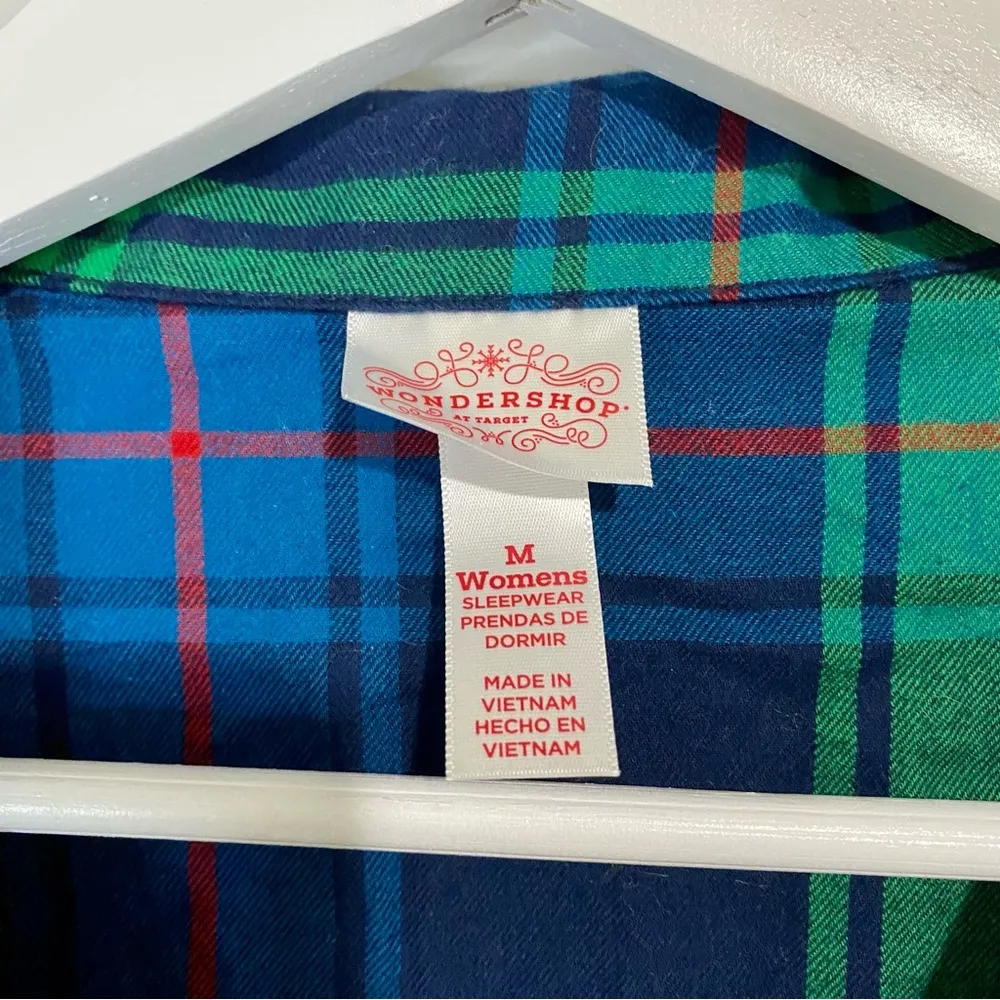 WONDERSHOP
AT TARGET
M
Womens
SLEEPWEAR
PRENDAS DE
DORMIR
MADE IN
VIETNAM
HECHO EN
VIETNAM